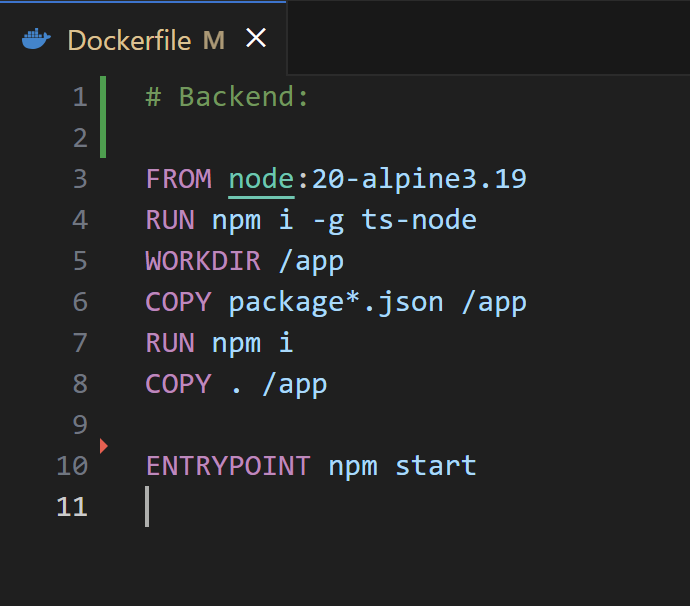 Dockerfile M
1 # Backend:
2
3 FROM node:20-alpine3.19
4 RUN npm i -g ts-node
5 WORKDIR /app
6 COPY package*.json /app
7 RUN npm i
8 COPY . /app
9
10 ENTRYPOINT npm start
11